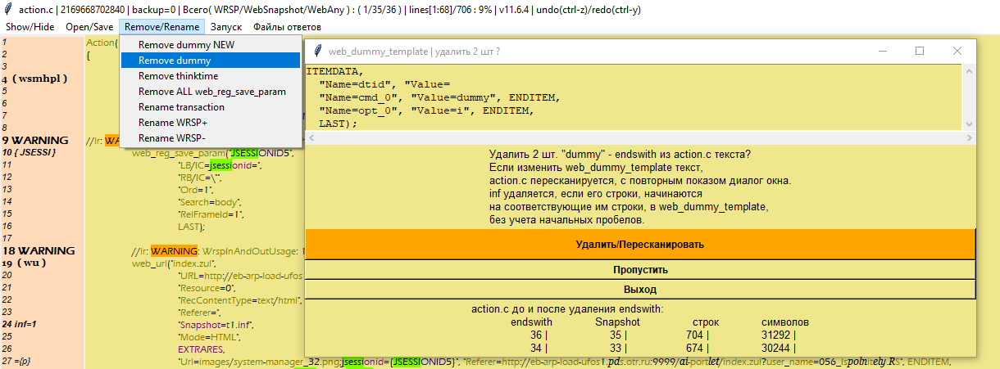 action.c | 2169668702840 | backup=0 | Всего( WRSP/WebSnapshot/WebAny ) : ( 1/35/36 ) | lines[1:68]/706 : 9% | v11.6.4 | undo(ctrl-z)/redo(ctrl-y)
Show/Hide Open/Save Remove/Rename Запуск Файлы ответов
Remove dummy NEW
Remove dummy
Remove thinktime
Remove ALL web_reg_save_param
Rename transaction
Rename WRSP+
Rename WRSP-
web_dummy_template | удалить 2 шт ?
ITEMDATA,
"Name=dtid", "Value=
"Name=cmd_0", "Value=dummy", ENDITEM,
"Name=opt_0", "Value=i", ENDITEM,
LAST);
Удалить 2 шт. "dummy" - endswith из action.c текста?
Если изменить web_dummy_template текст,
action.c пересканируется, с повторным показом диалог окна.
inf удаляется, если его строки, начинаются
на соответствующие им строки, в web_dummy_template,
без учета начальных пробелов.
Удалить/Пересканировать
Пропустить
Выход
action.c до и после удаления endswith:
endswith Snapshot строк символов
36 | 35 | 704 | 31292 |
34 | 33 | 674 | 30244 |
1 Action(
2 {
3
4 ( wsmhpl )
5
6
7
8
9 WARNING //lr:
10 { JSESSI } web_reg_save_param("JSESSIONID5",
11 "LB/IC=jsessionid=",
12 "RB/IC=\"",
13 "Ord=1",
14 "Search=body",
15 "RelFrameId=1",
16 LAST);
17
18 WARNING //lr: WARNING: WrspInAndOutUsage:
19 ( wu ) web_url("index.zul",
20 "URL=http://eb-arp-load-ufos
21 "Resource=0",
22 "RecContentType=text/html",
23 "Referer=",
24 inf=1 "Snapshot=t1.inf",
25 "Mode=HTML",
26 EXTRARES,
27 ={p} "Url=images/system-manager_32.png;jsessionid={JSESSIONID5}", "Referer=http://eb-arp-load-ufos1.pds.otr.ru:9999/ai-portlet/index.zul?user_name=056_